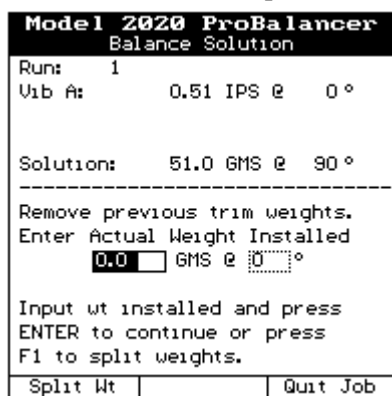 Model 2020 ProBalancer
Balance Solution
Run: 1
Vib A: 0.51 IPS @ 0°
Solution: 51.0 GMS @ 90°
Remove previous trim weights.
Enter Actual Weight Installed
0.0 GMS @ 0°
Input wt installed and press
ENTER to continue or press
F1 to split weights.
Split Wt Quit Job